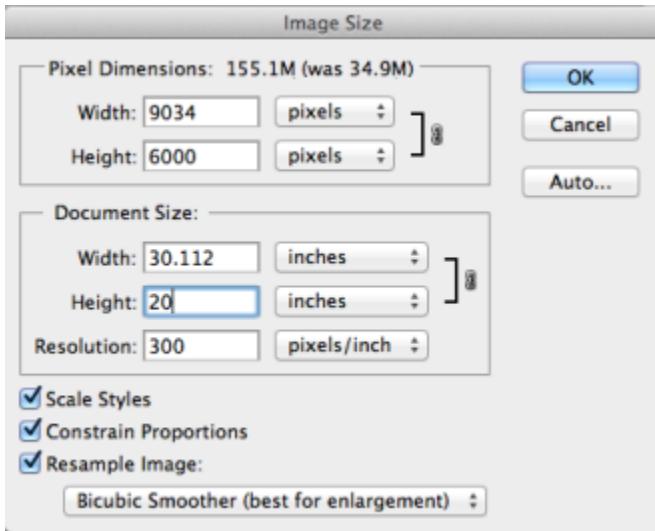 Image Size
Pixel Dimensions: 155.1M (was 34.9M)
OK
Width: 9034 pixels
Cancel
Height: 6000 pixels
Auto...
Document Size:
Width: 30.112 inches
Height: 20 inches
Resolution: 300 pixels/inch
Scale Styles
Constrain Proportions
Resample Image:
Bicubic Smoother (best for enlargement)